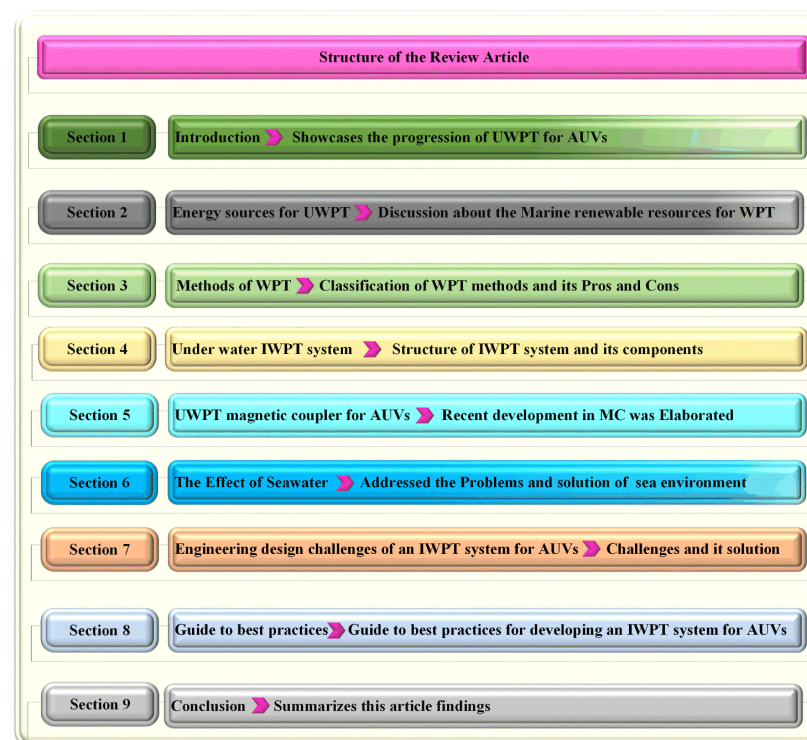 Structure of the Review Article
Section 1 Introduction Showcases the progression of UWPT for AUVs
Section 2 Energy sources for UWPT Discussion about the Marine renewable resources for WPT
Section 3 Methods of WPT Classification of WPT methods and its Pros and Cons
Section 4 Under water IWPT system Structure of IWPT system and its components
Section 5 UWPT magnetic coupler for AUVs Recent development in MC was Elaborated
Section 6 The Effect of Seawater Addressed the Problems and solution of sea environment
Section 7 Engineering design challenges of an IWPT system for AUVs Challenges and it solution
Section 8 Guide to best practices Guide to best practices for developing an IWPT system for AUVs
Section 9 Conclusion Summarizes this article findings